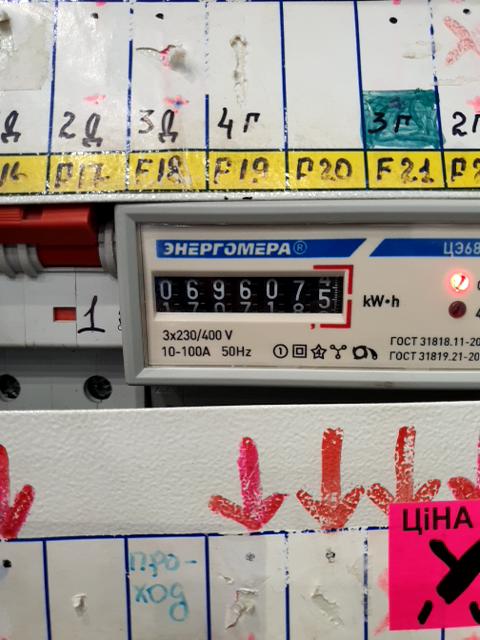 Д 2Д 3Д 4Г 3Г 2Г
F17 F18 F19 F20 F21
ЭНЕРГОМЕРА® ЦЭ68
0696075
kW•h
1
3x230/400 V
10-100A 50Hz
ГОСТ 31818.11-20
ГОСТ 31819.21-20
ЦІНА
про-
ход